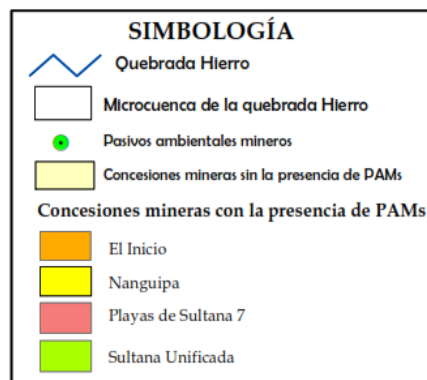 SIMBOLOGÍA
Quebrada Hierro
Microcuenca de la quebrada Hierro
Pasivos ambientales mineros
Concesiones mineras sin la presencia de PAMs
Concesiones mineras con la presencia de PAMs
El Inicio
Nanguipa
Playas de Sultana 7
Sultana Unificada